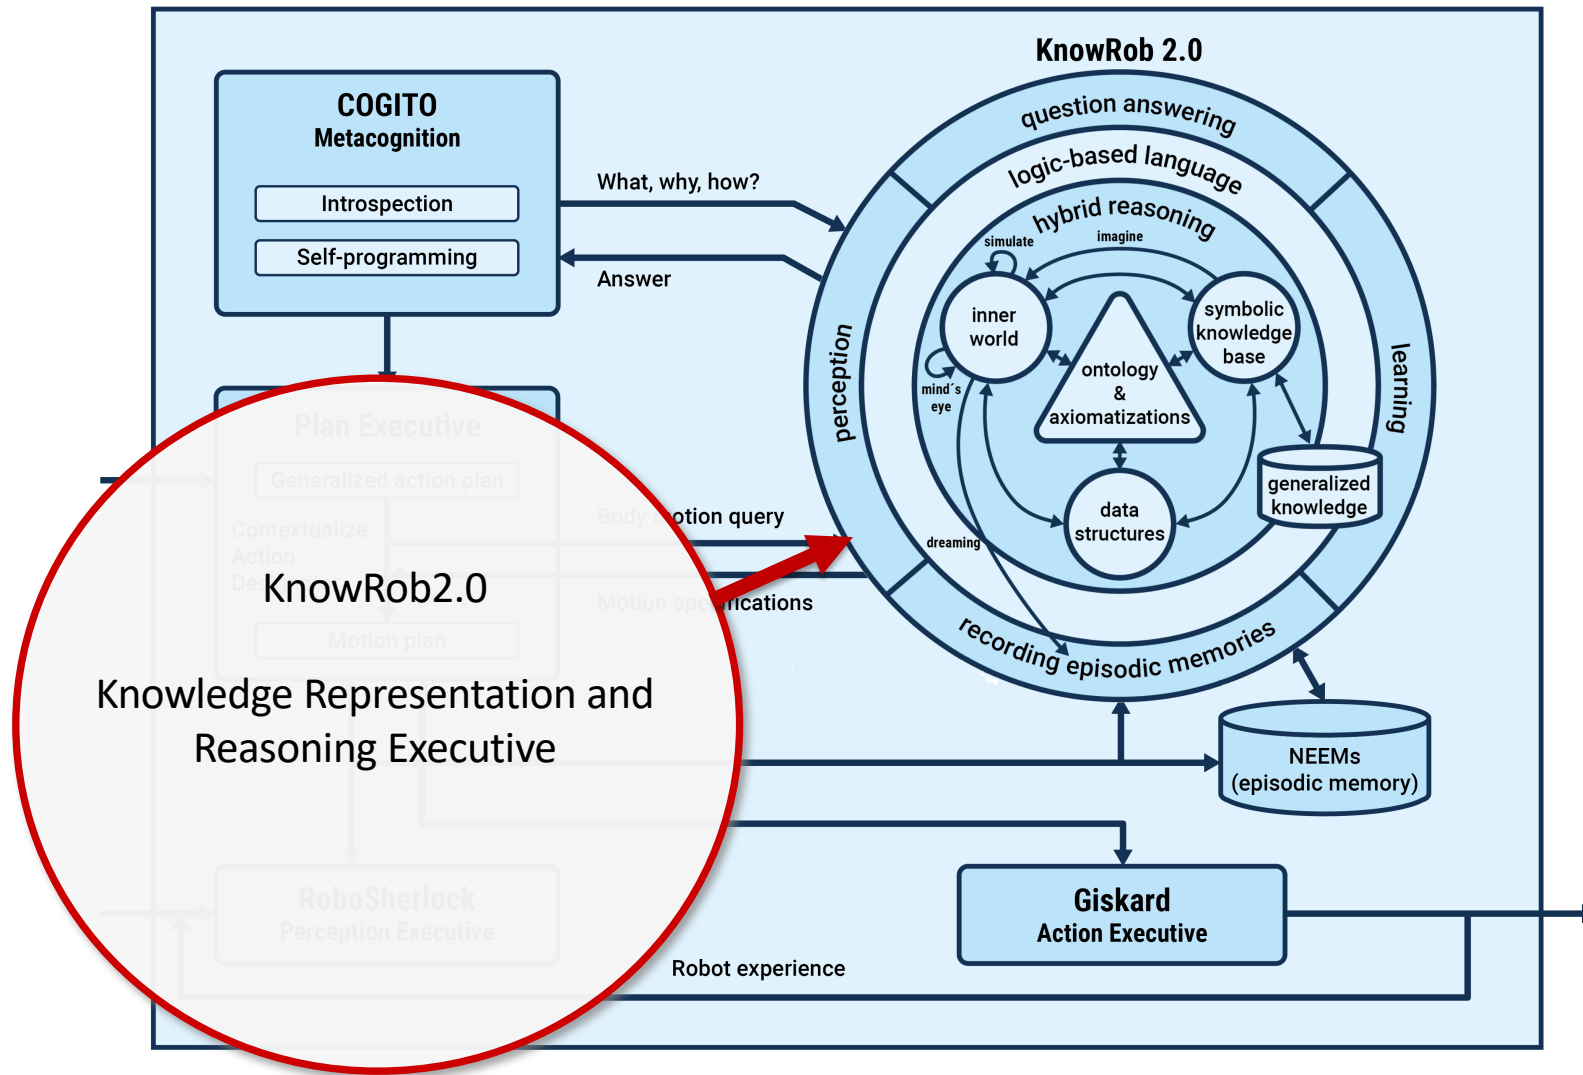 KnowRob 2.0
COGITO
Metacognition
Introspection
Self-programming
What, why, how?
Answer
question answering
logic-based language
hybrid reasoning
simulate
imagine
inner
world
symbolic
knowledge
base
mind´s
eye
ontology
&
axiomatizations
perception
learning
generalized
knowledge
data
structures
dreaming
recording episodic memories
Plan Executive
Generalized action plan
Contextualize
Action
Body motion query
Motion specifications
Motion plan
KnowRob2.0
Knowledge Representation and
Reasoning Executive
NEEMs
(episodic memory)
RoboSherlock
Perception Executive
Giskard
Action Executive
Robot experience